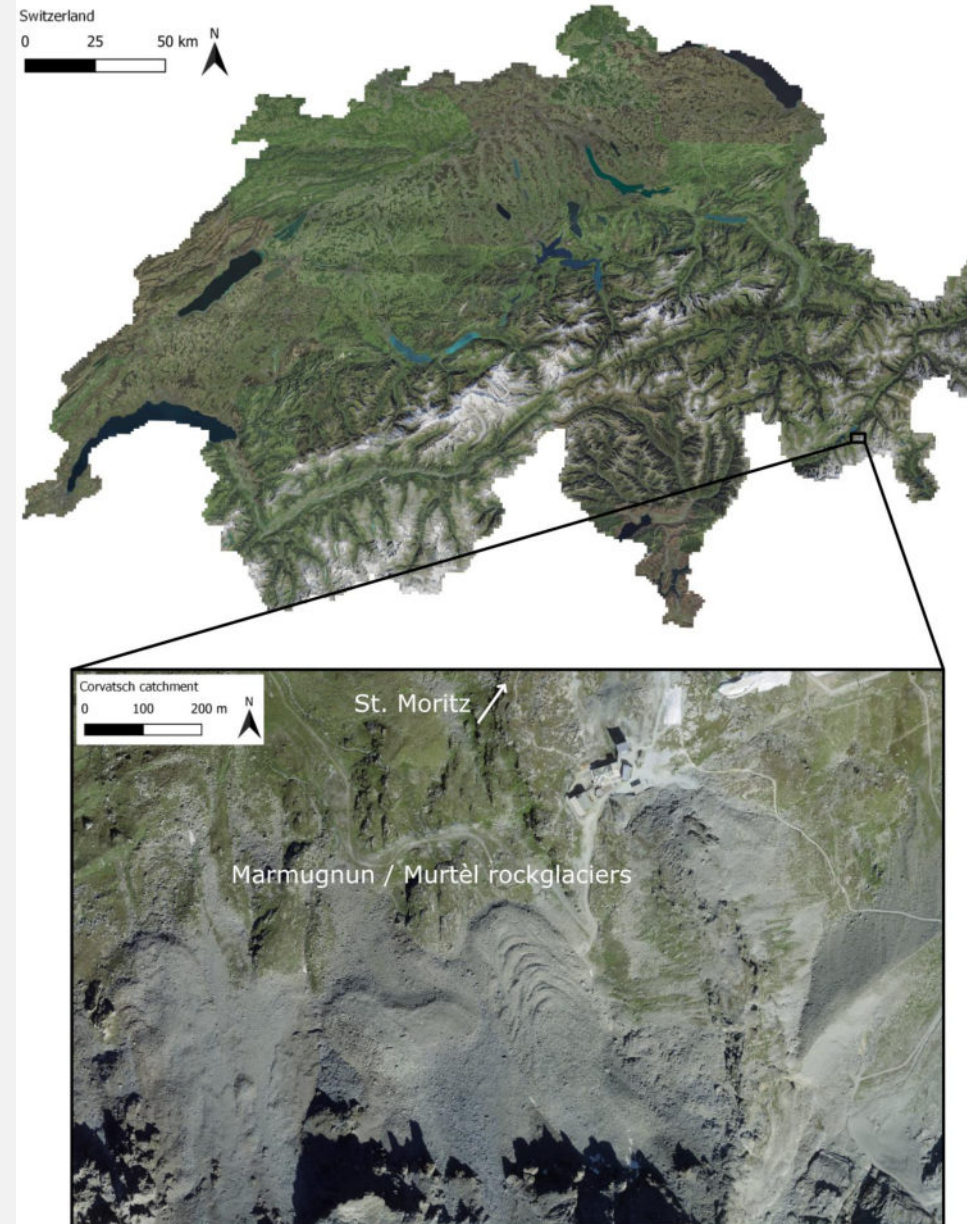 Switzerland
0 25 50 km N
Corvatsch catchment
0 100 200 m N
St. Moritz
Marmugnun / Murtèl rockglaciers